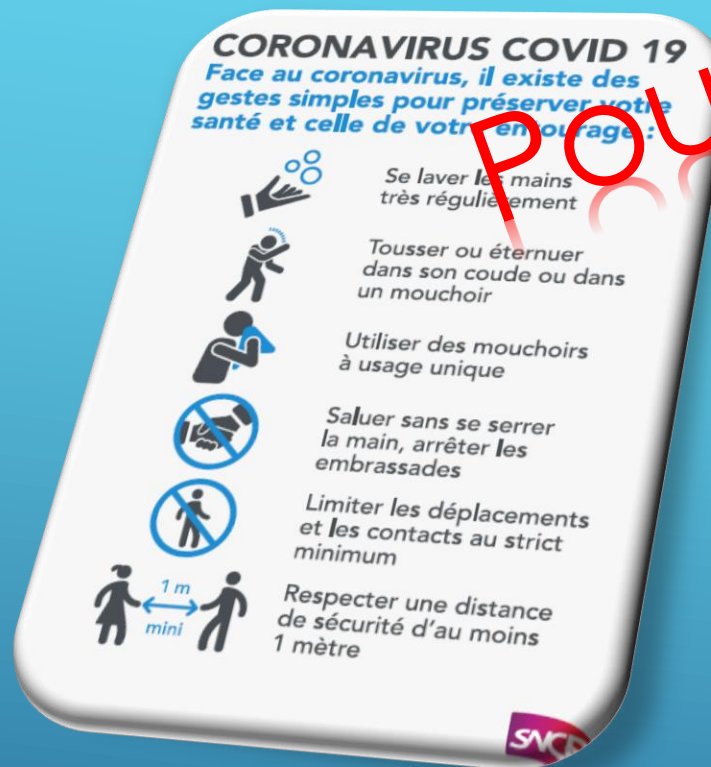 CORONAVIRUS COVID 19
Face au coronavirus, il existe des
gestes simples pour préserver votre
santé et celle de votre entourage :
POU
Se laver les mains
très régulièrement
Tousser ou éternuer
dans son coude ou dans
un mouchoir
Utiliser des mouchoirs
à usage unique
Saluer sans se serrer
la main, arrêter les
embrassades
Limiter les déplacements
et les contacts au strict
minimum
1 m
mini
Respecter une distance
de sécurité d'au moins
1 mètre
SNCF